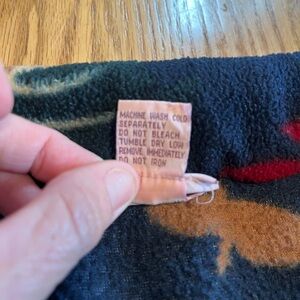 MACHINE WASH COLD
SEPARATELY
DO NOT BLEACH
TUMBLE DRY LOW
REMOVE IMMEDIATELY
DO NOT IRON